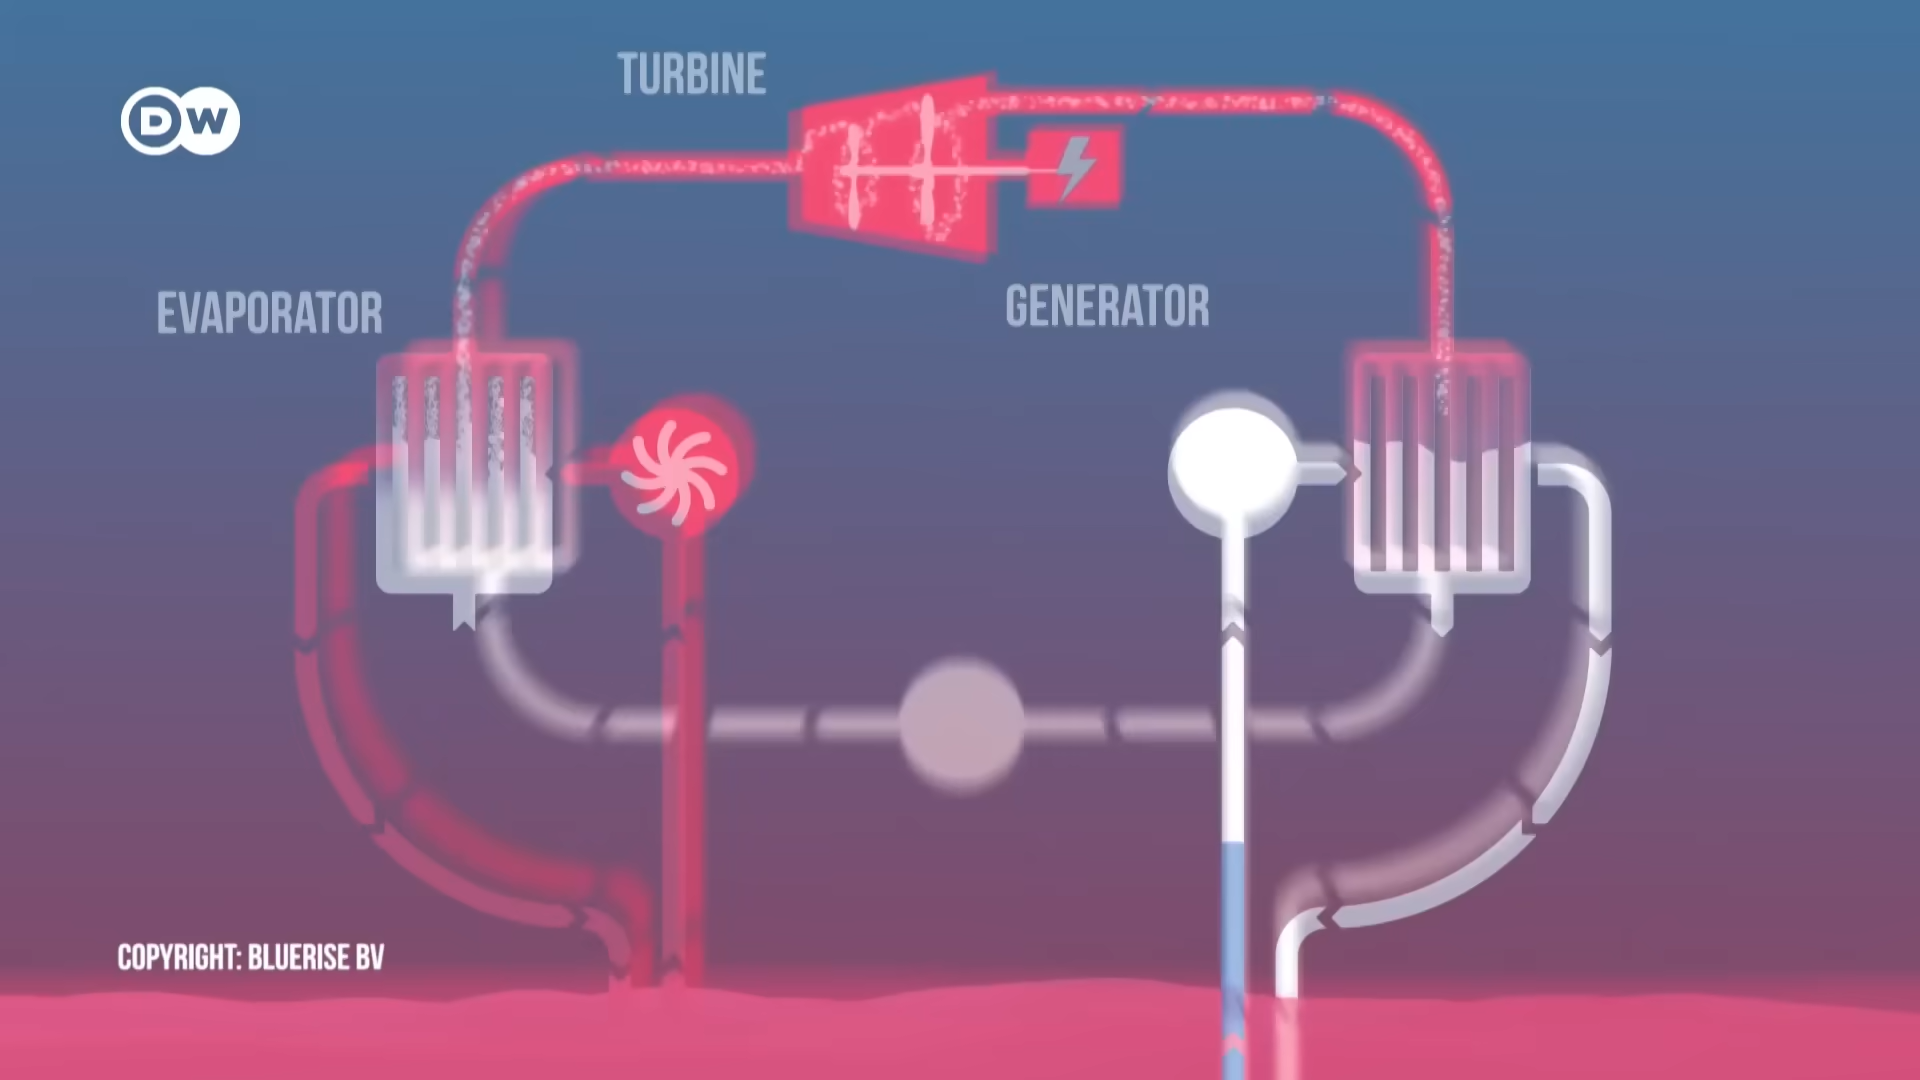 TURBINE
DW
EVAPORATOR
GENERATOR
COPYRIGHT: BLUERISE BV